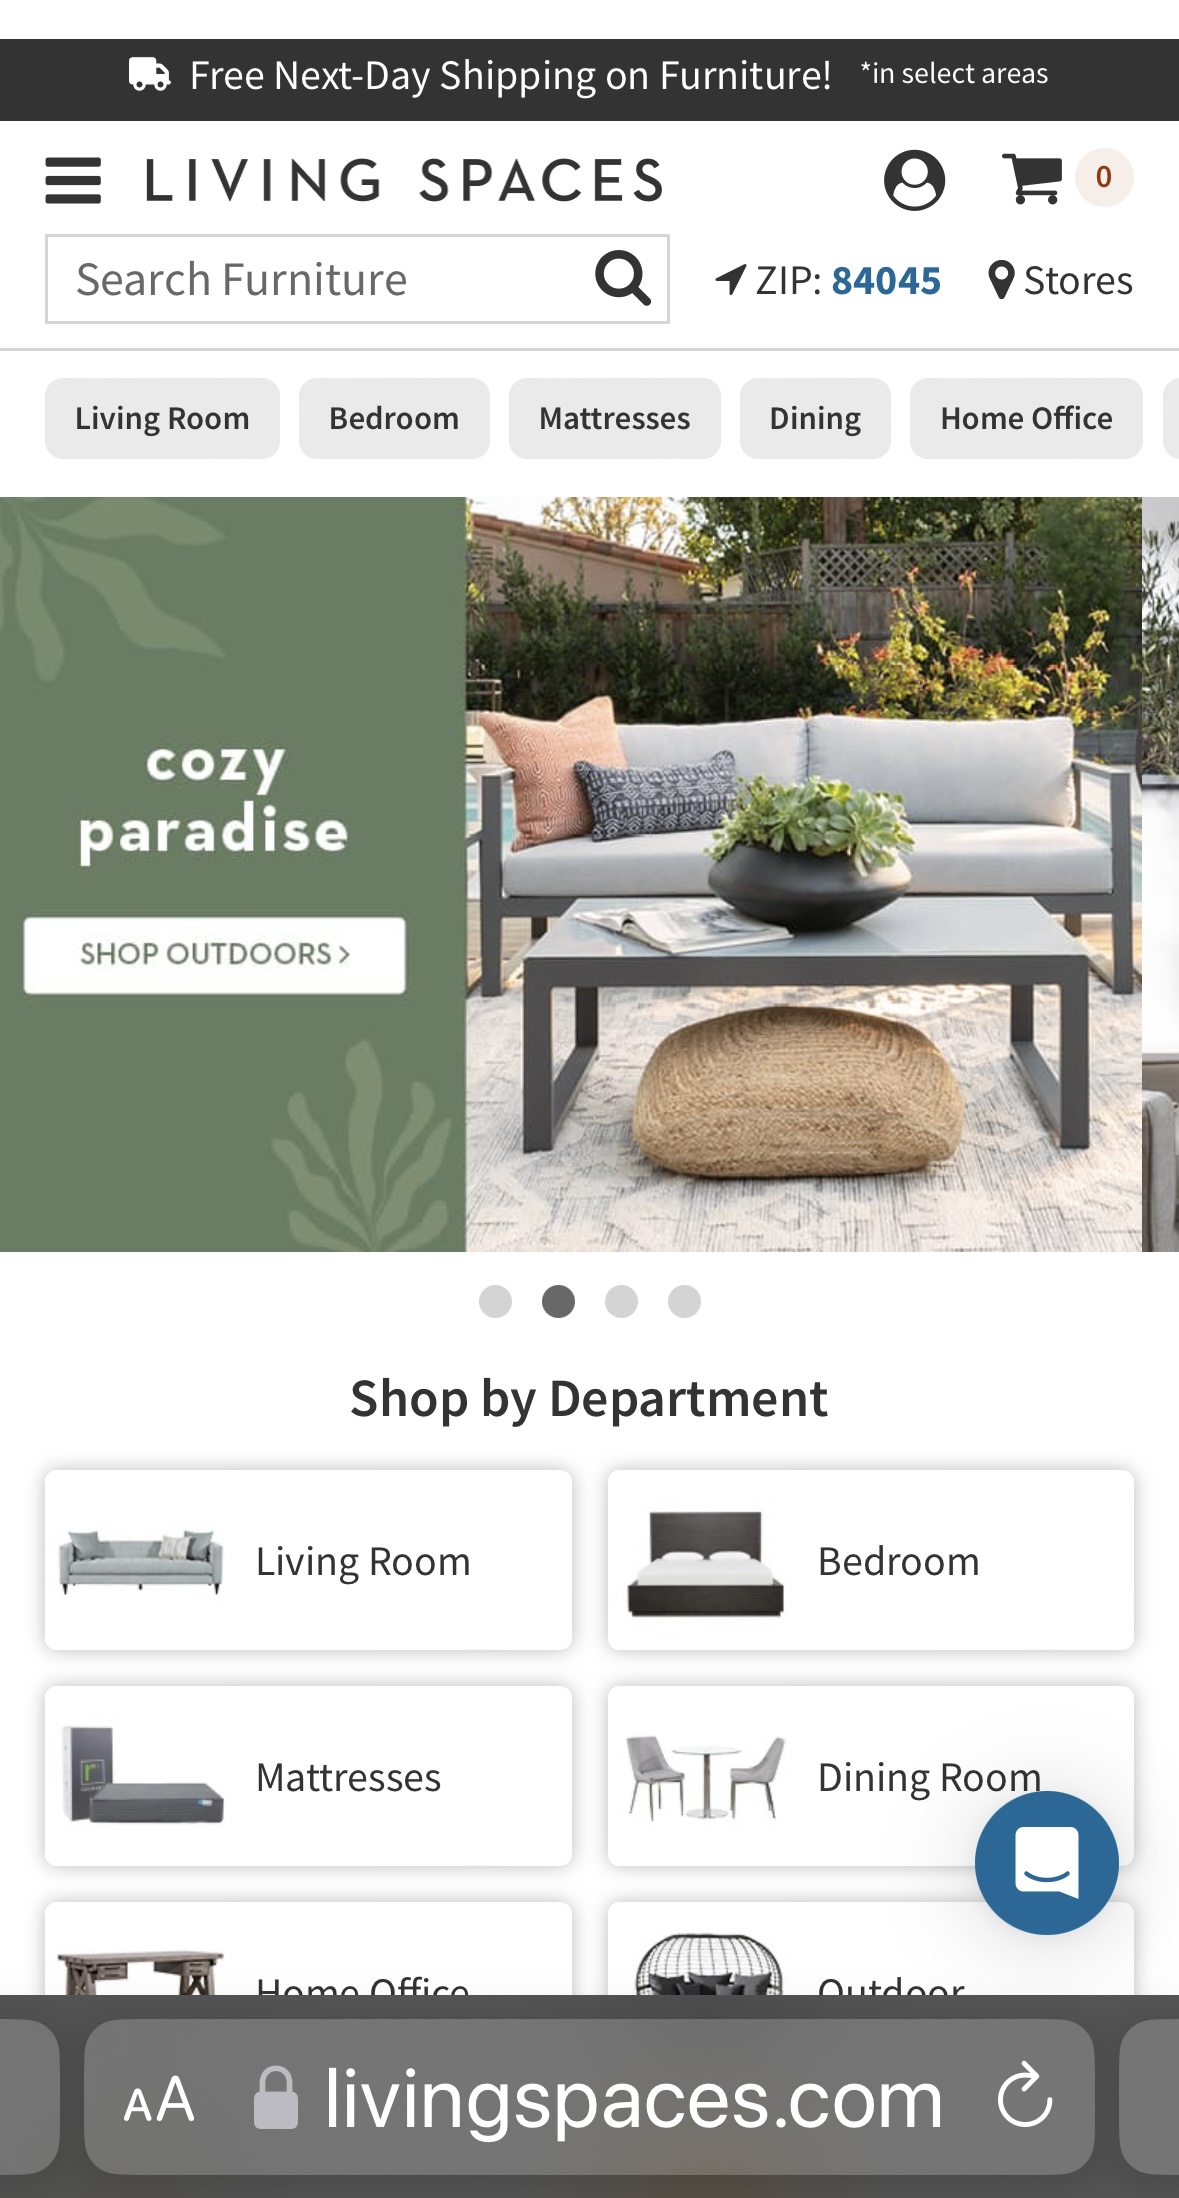 Free Next-Day Shipping on Furniture! *in select areas
LIVING SPACES
0
Search Furniture
ZIP: 84045
Stores
Living Room
Bedroom
Mattresses
Dining
Home Office
cozy
paradise
SHOP OUTDOORS >
Shop by Department
Living Room
Bedroom
Mattresses
Dining Room
Home Office
Outdoor
AA
livingspaces.com